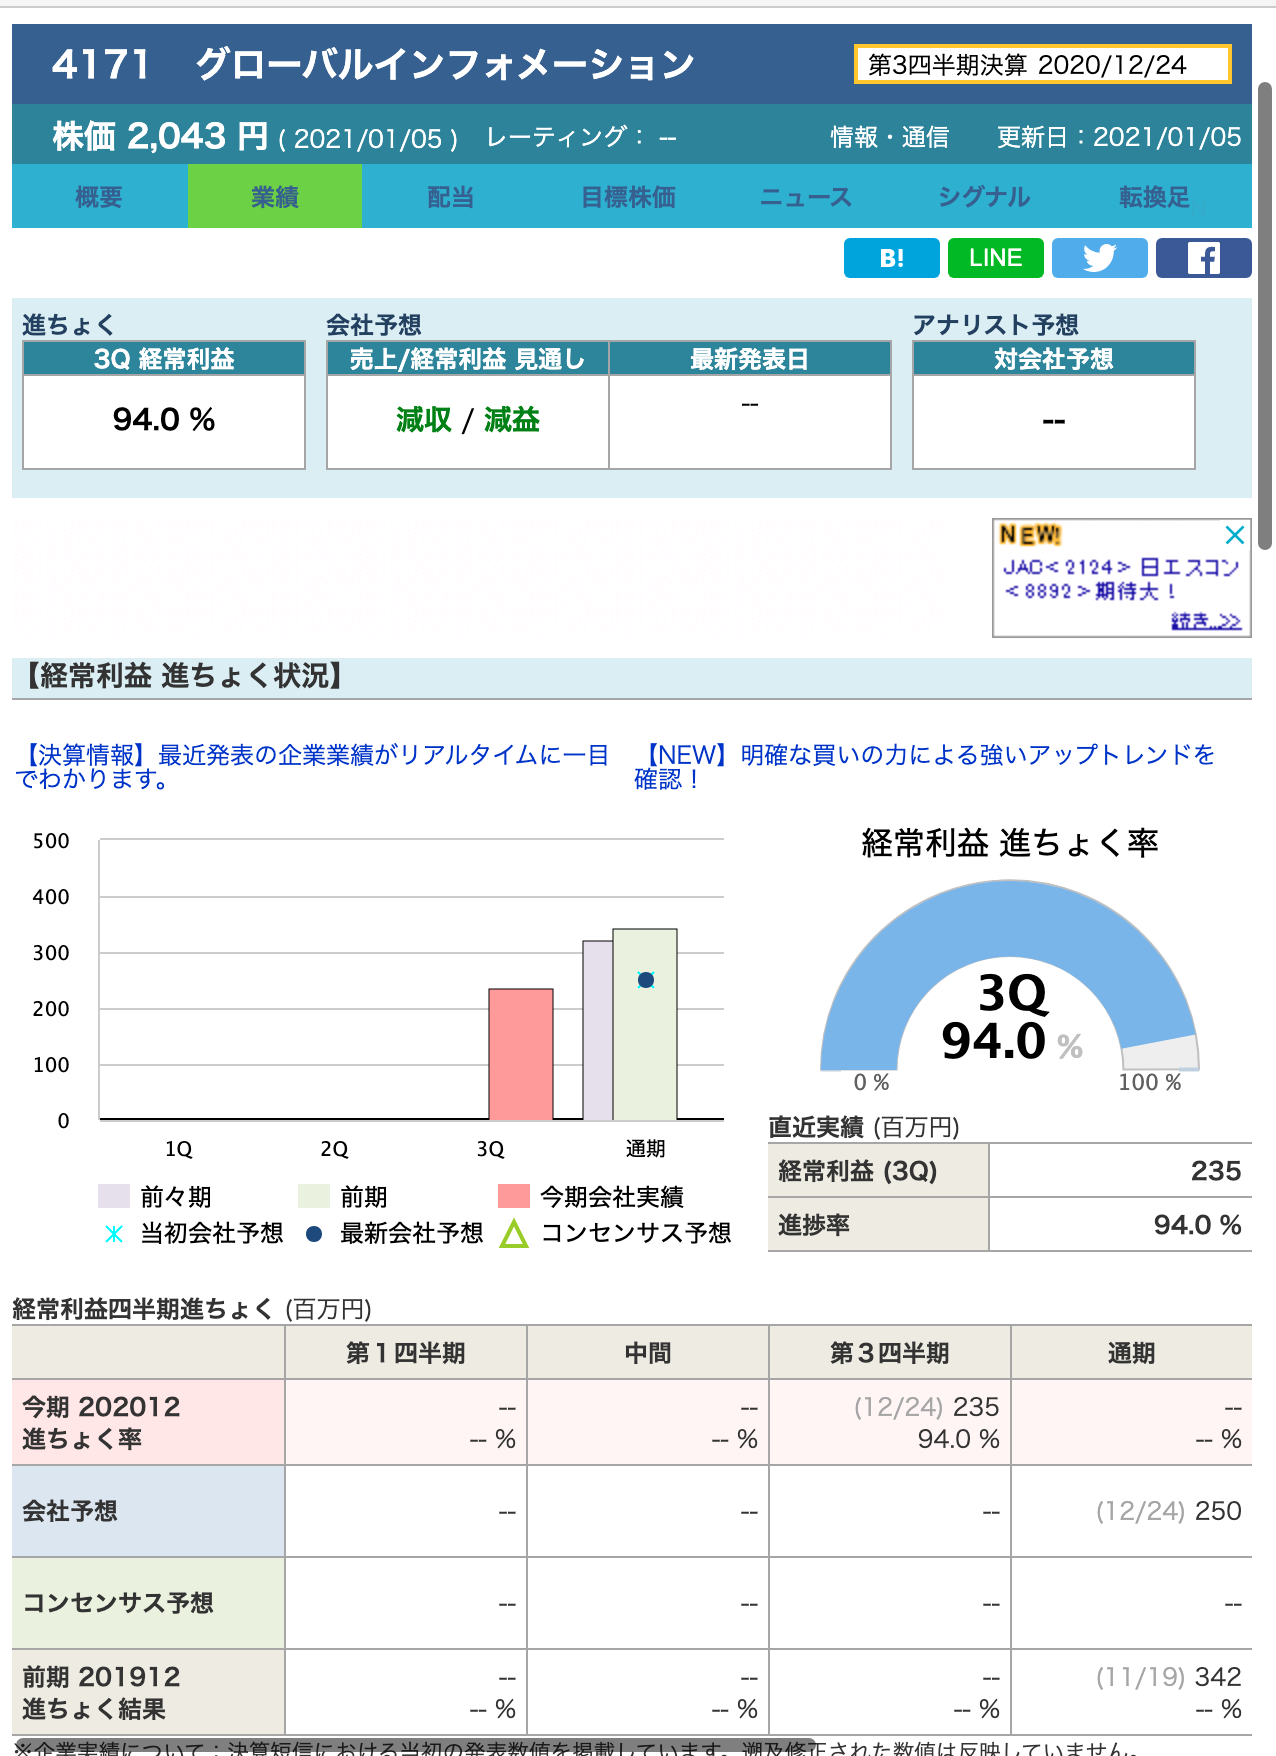 4171 グローバルインフォメーション
第3四半期決算 2020/12/24
株価 2,043 円 ( 2021/01/05 ) レーティング： -- 情報・通信 更新日：2021/01/05
概要 業績 配当 目標株価 ニュース シグナル 転換足
B! LINE
進ちょく 会社予想 アナリスト予想
3Q 経常利益 売上/経常利益 見通し 最新発表日 対会社予想
94.0 % 減収 / 減益 -- --
NEW!
JAC<2124> 日エスコン
<8892>期待大！
続き..>>
【経常利益 進ちょく状況】
【決算情報】最近発表の企業業績がリアルタイムに一目
でわかります。
【NEW】明確な買いの力による強いアップトレンドを
確認！
500
400
300
200
100
0
1Q 2Q 3Q 通期
前々期 前期 今期会社実績
当初会社予想 最新会社予想 コンセンサス予想
経常利益 進ちょく率
3Q
94.0 %
0 % 100 %
直近実績 (百万円)
経常利益 (3Q) 235
進捗率 94.0 %
経常利益四半期進ちょく (百万円)
第１四半期 中間 第３四半期 通期
今期 202012 -- -- (12/24) 235 --
進ちょく率 -- % -- % 94.0 % -- %
会社予想 -- -- -- (12/24) 250
コンセンサス予想 -- -- -- --
前期 201912 -- -- -- (11/19) 342
進ちょく結果 -- % -- % -- % -- %
※企業実績について：決算短信における当初の発表数値を掲載しています。遡及修正された数値は反映していません。